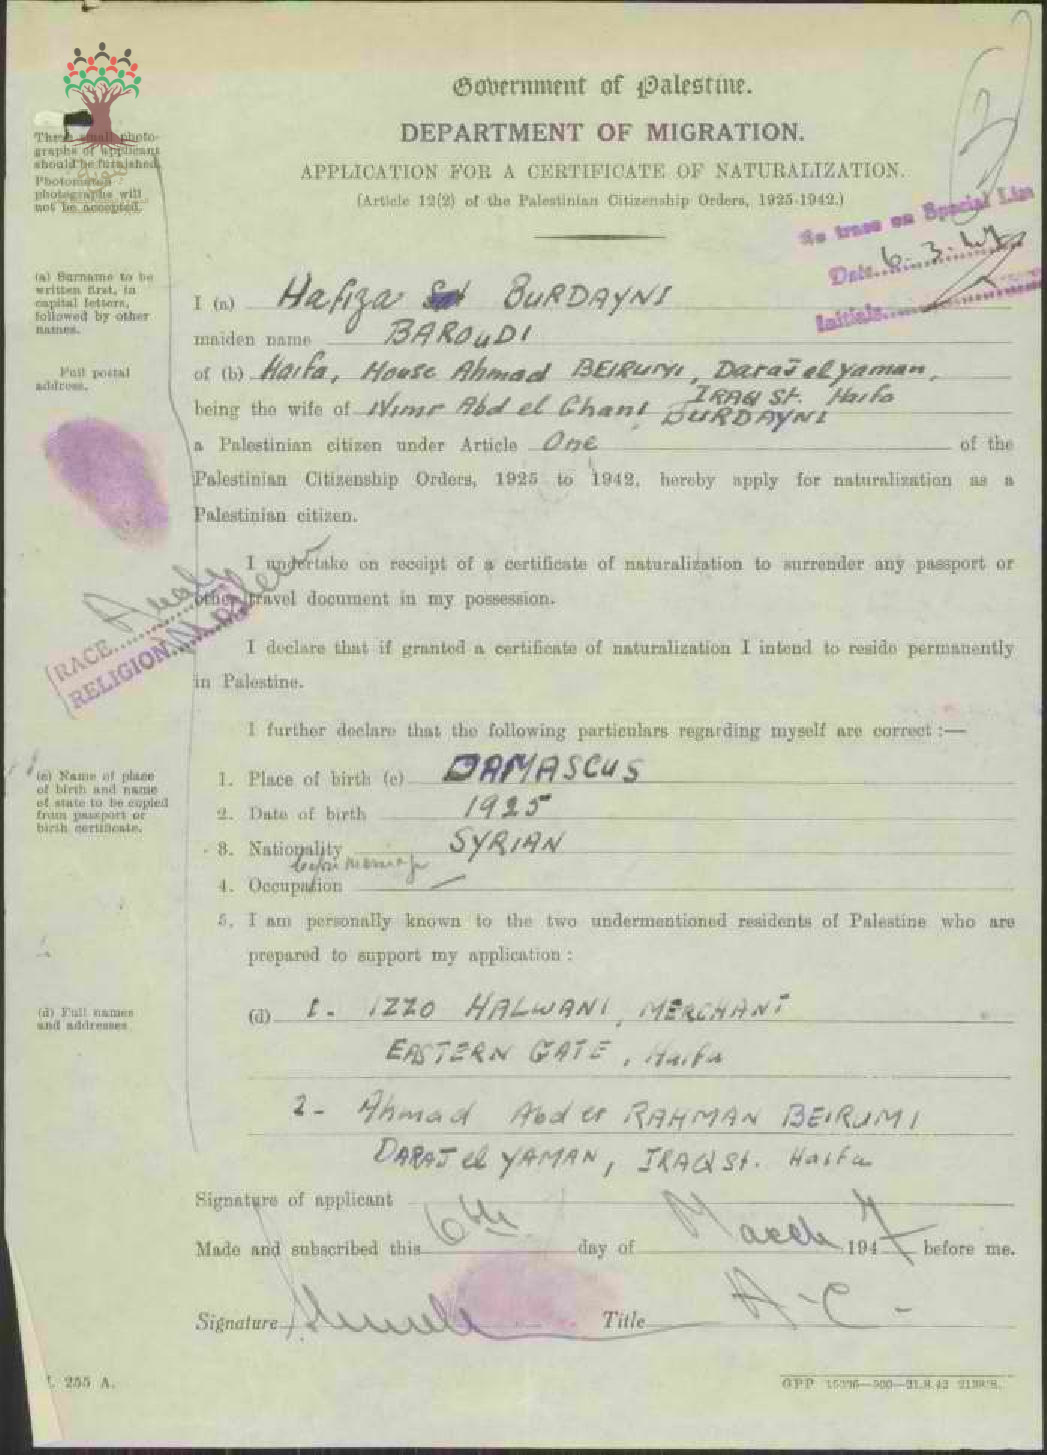 Government of Palestine.
DEPARTMENT OF MIGRATION.
APPLICATION FOR A CERTIFICATE OF NATURALIZATION.
(Article 12(2) of the Palestinian Citizenship Orders, 1925-1942.)
No trace on Special List
Date 6-3-47
Initials
Three small photo-
graphs of applicant
should be furnished.
Photomaton
photographs will
not be accepted.
(a) Surname to be
written first, in
capital letters,
followed by other
names.
I (a) Hafiza BURDAYNI
maiden name BAROUDI
Full postal
address.
of (b) Haifa, House Ahmad BEIRUMI, Daraj el yaman,
IRAQ St. Haifa
being the wife of Nimr Abd el Ghani BURDAYNI
a Palestinian citizen under Article One of the
Palestinian Citizenship Orders, 1925 to 1942, hereby apply for naturalization as a
Palestinian citizen.
I undertake on receipt of a certificate of naturalization to surrender any passport or
other travel document in my possession.
RACE
RELIGION
I declare that if granted a certificate of naturalization I intend to reside permanently
in Palestine.
I further declare that the following particulars regarding myself are correct :—
(c) Name of place
of birth and name
of state to be copied
from passport or
birth certificate.
1. Place of birth (c) DAMASCUS
2. Date of birth 1925
3. Nationality SYRIAN
before marriage
4. Occupation —
5. I am personally known to the two undermentioned residents of Palestine who are
prepared to support my application :
(d) Full names
and addresses
(d) 1. IZZO HALWANI, MERCHANT
EASTERN GATE, Haifa
2- Ahmad Abd er RAHMAN BEIRUMI
DARAJ el YAMAN, IRAQ St. Haifa
Signature of applicant
Made and subscribed this 6th day of March 1947 before me.
Signature Title A.C.
255 A.